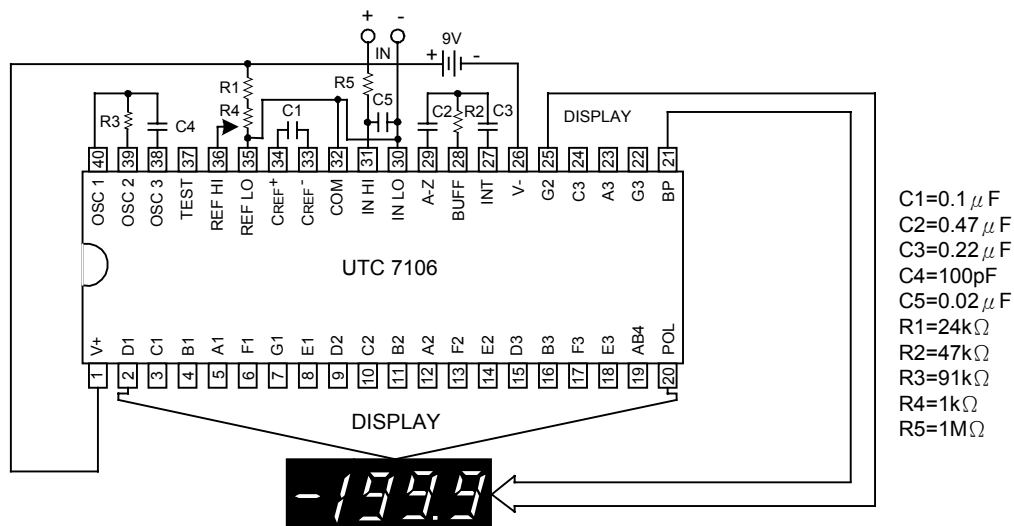 + -
IN
9V
+ -
R1
R5
C5
R4
C1
C2
R2
C3
R3
C4
DISPLAY
40 39 38 37 36 35 34 33 32 31 30 29 28 27 26 25 24 23 22 21
OSC 1
OSC 2
OSC 3
TEST
REF HI
REF LO
CREF+
CREF-
COM
IN HI
IN LO
A-Z
BUFF
INT
V-
G2
C3
A3
G3
BP
UTC 7106
V+
D1
C1
B1
A1
F1
G1
E1
D2
C2
B2
A2
F2
E2
D3
B3
F3
E3
AB4
POL
1 2 3 4 5 6 7 8 9 10 11 12 13 14 15 16 17 18 19 20
DISPLAY
-199.9
C1=0.1μF
C2=0.47μF
C3=0.22μF
C4=100pF
C5=0.02μF
R1=24kΩ
R2=47kΩ
R3=91kΩ
R4=1kΩ
R5=1MΩ